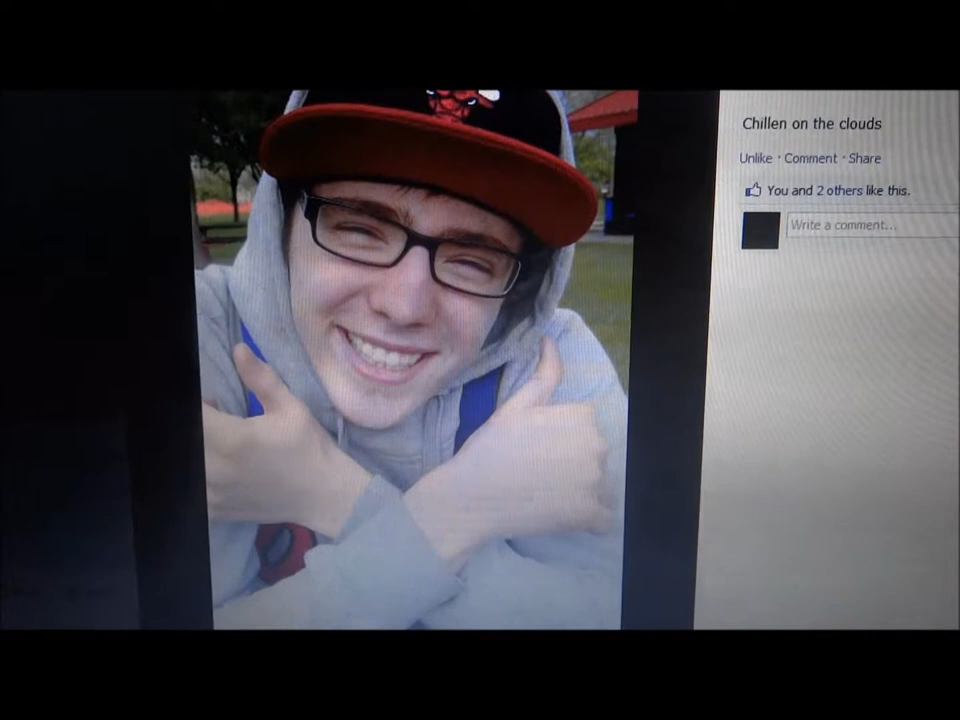 Chillen on the clouds
Unlike · Comment · Share
You and 2 others like this.
Write a comment...